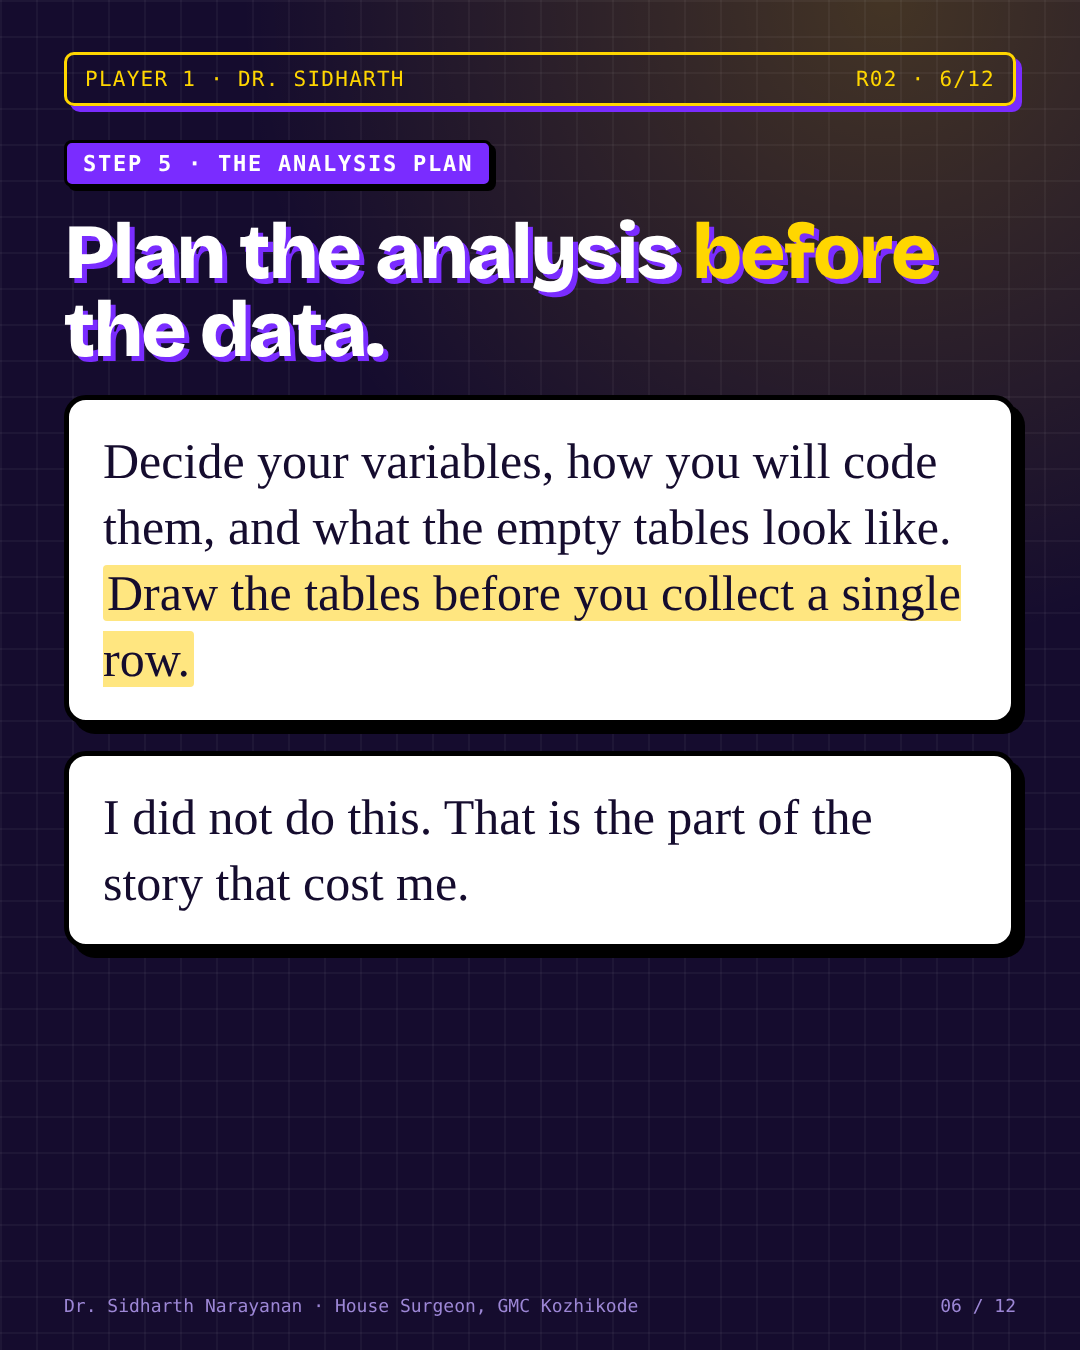 PLAYER 1 · DR. SIDHARTH R02 · 6/12
STEP 5 · THE ANALYSIS PLAN
Plan the analysis before
the data.
Decide your variables, how you will code
them, and what the empty tables look like.
Draw the tables before you collect a single
row.
I did not do this. That is the part of the
story that cost me.
Dr. Sidharth Narayanan · House Surgeon, GMC Kozhikode 06 / 12